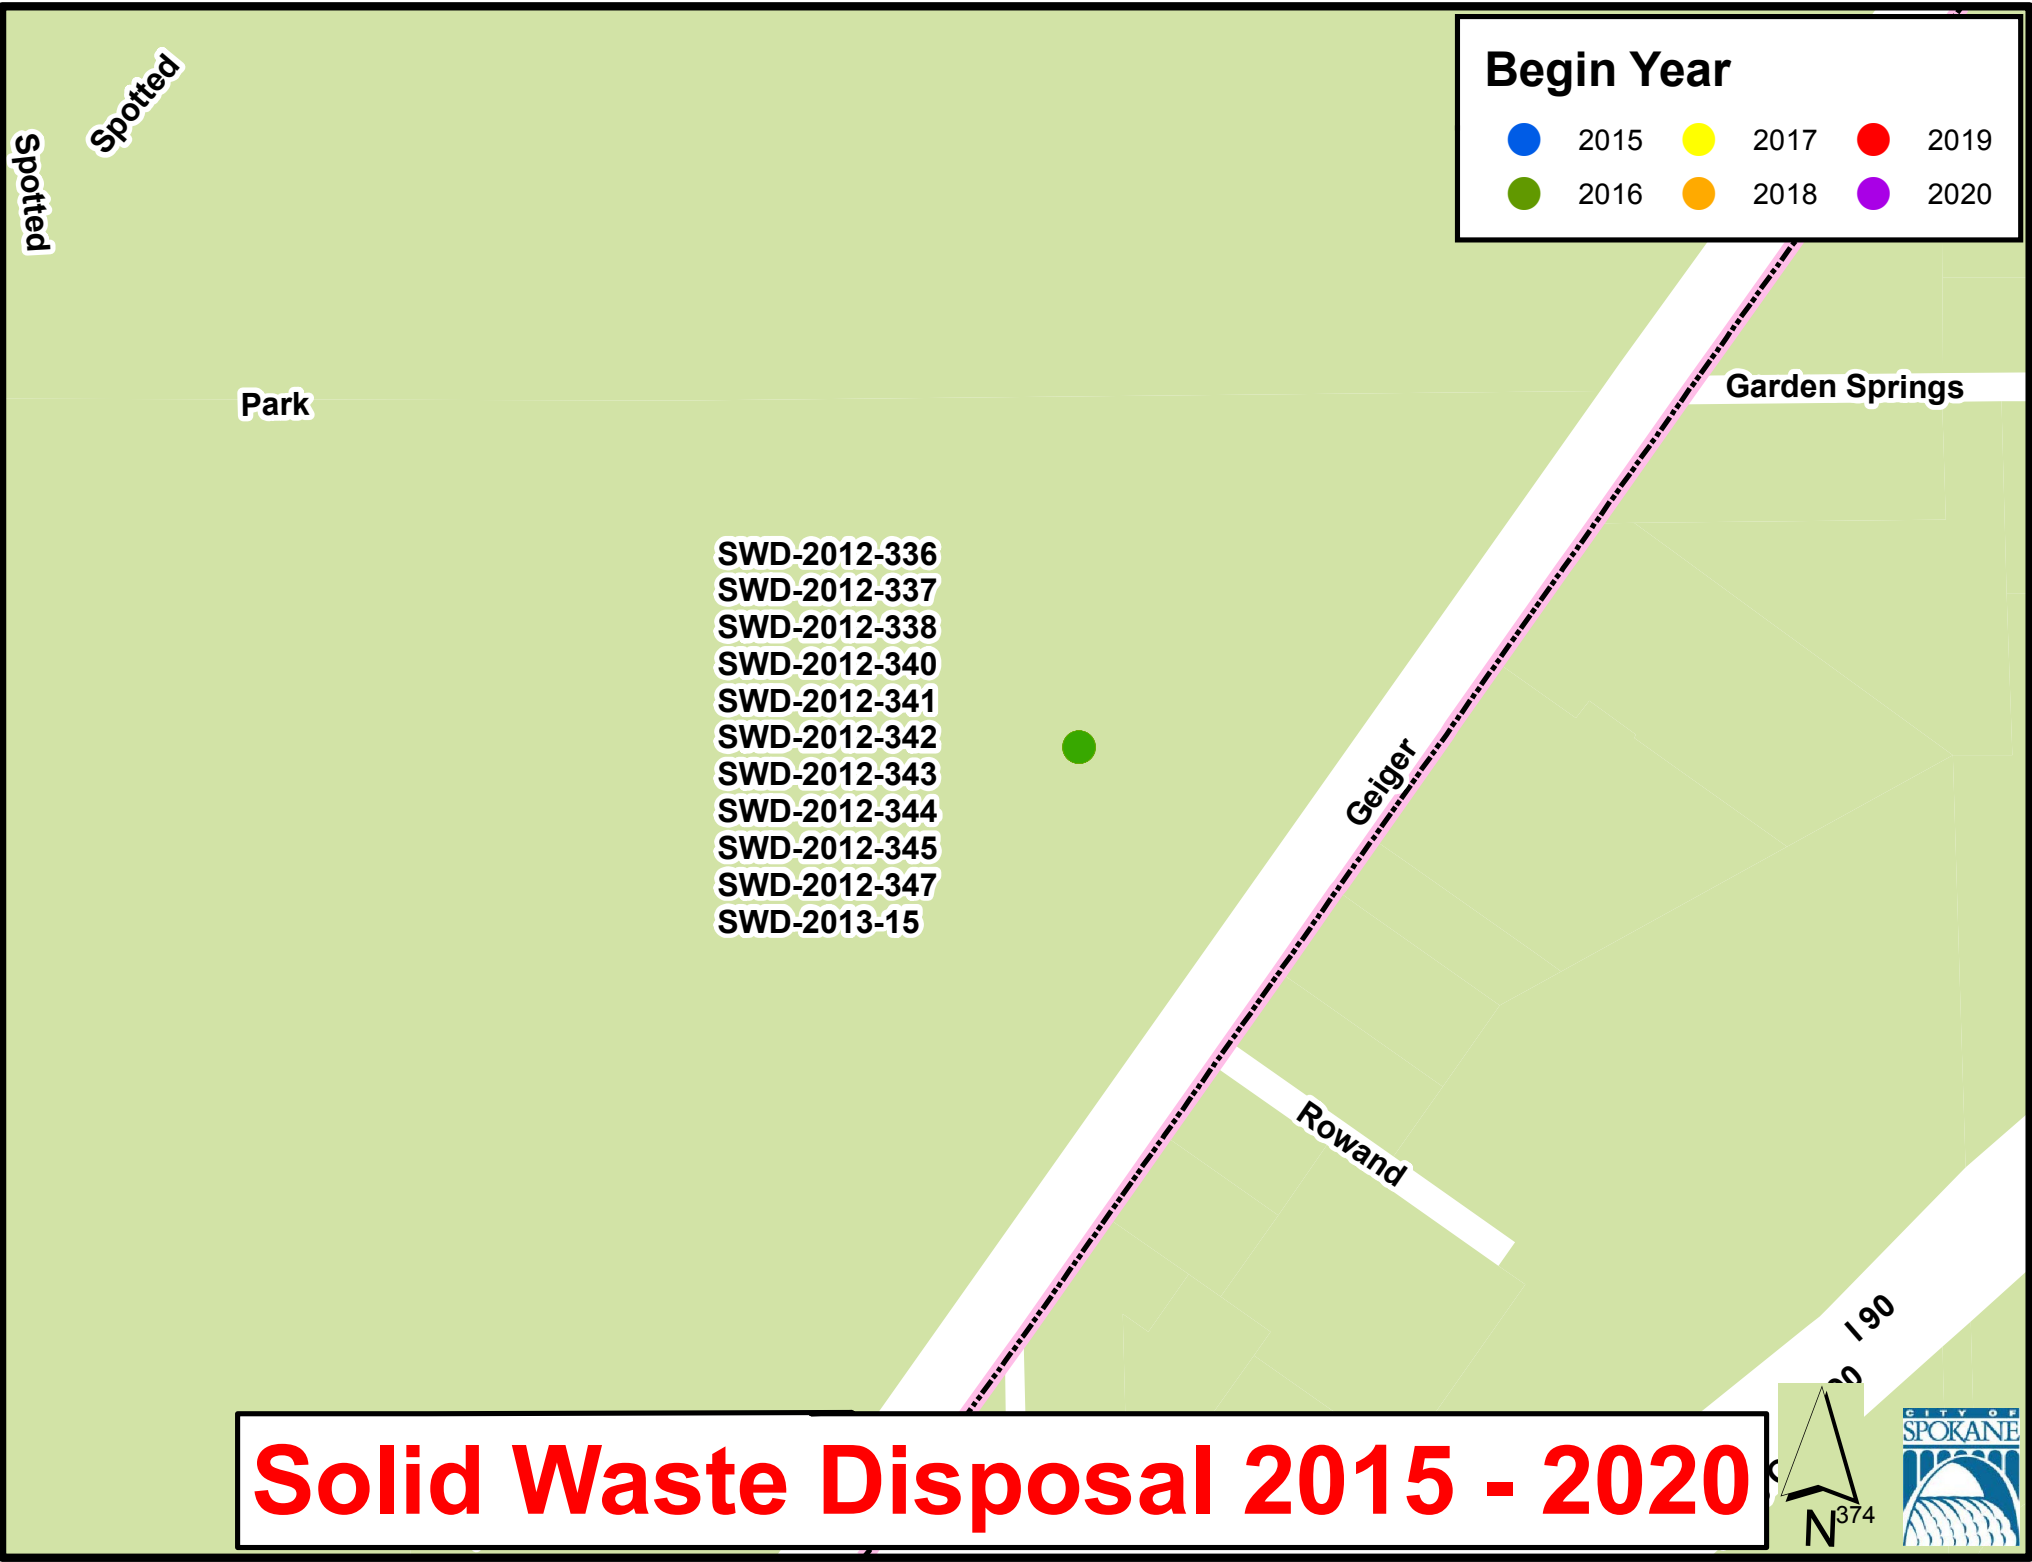 Begin Year
2015 2017 2019
2016 2018 2020
Spotted
Spotted
Park
Garden Springs
SWD-2012-336
SWD-2012-337
SWD-2012-338
SWD-2012-340
SWD-2012-341
SWD-2012-342
SWD-2012-343
SWD-2012-344
SWD-2012-345
SWD-2012-347
SWD-2013-15
Geiger
Rowand
I 90
Solid Waste Disposal 2015 - 2020
N
374
CITY OF
SPOKANE